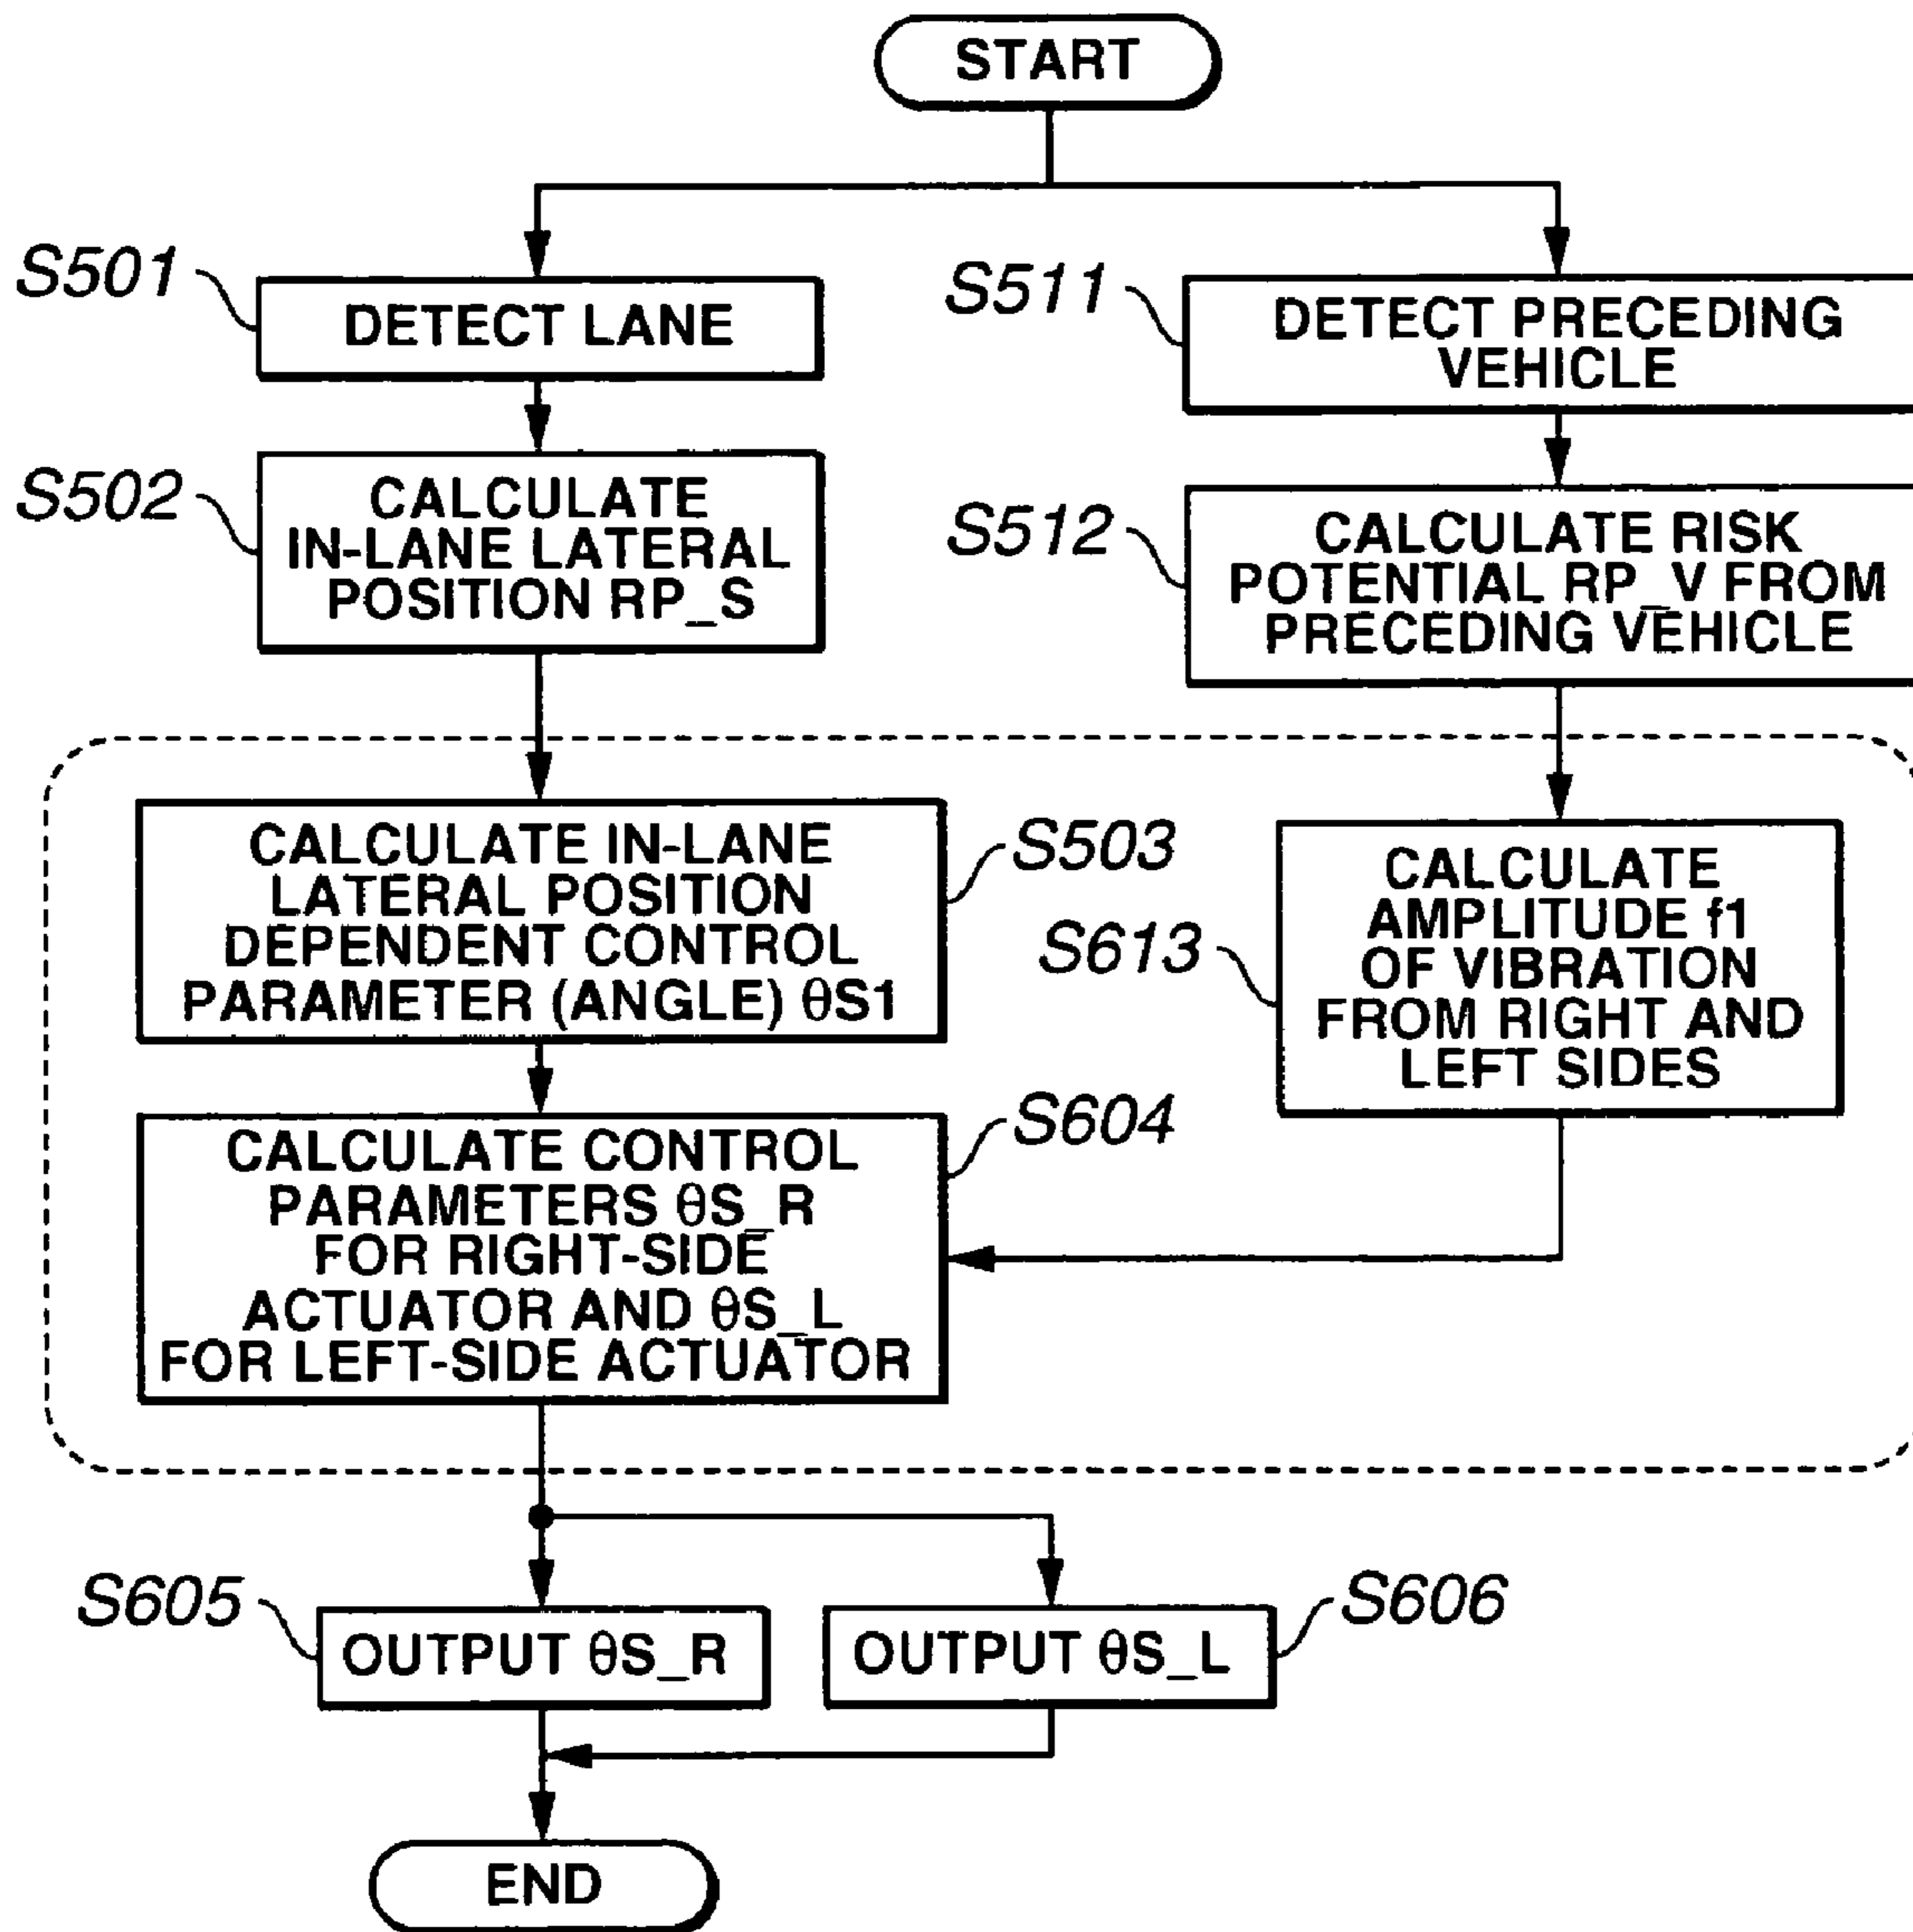 START
S501
DETECT LANE
S511
DETECT PRECEDING
VEHICLE
S502
CALCULATE
IN-LANE LATERAL
POSITION RP_S
S512
CALCULATE RISK
POTENTIAL RP_V FROM
PRECEDING VEHICLE
CALCULATE IN-LANE
LATERAL POSITION
DEPENDENT CONTROL
PARAMETER (ANGLE) θS1
S503
S613
CALCULATE
AMPLITUDE f1
OF VIBRATION
FROM RIGHT AND
LEFT SIDES
CALCULATE CONTROL
PARAMETERS θS_R
FOR RIGHT-SIDE
ACTUATOR AND θS_L
FOR LEFT-SIDE ACTUATOR
S604
S605
OUTPUT θS_R
OUTPUT θS_L
S606
END